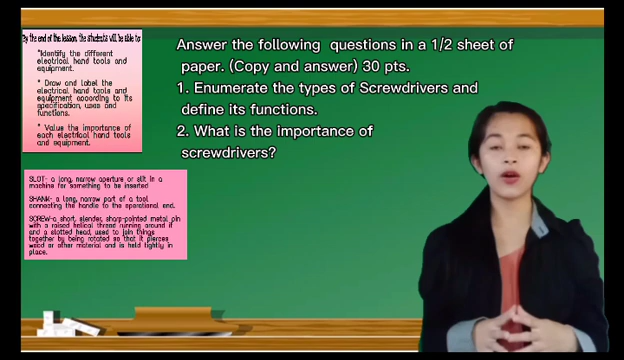 By the end of the lesson, the students will be able to:
*Identify the different
electrical hand tools and
equipment.
* Draw and label the
electrical hand tools and
equipment according to its
specification, uses and
functions.
* Value the importance of
each electrical hand tools
and equipment.
SLOT- a long, narrow aperture or slit in a
machine for something to be inserted
SHANK- a long, narrow part of a tool
connecting the handle to the operational end.
SCREW-a short, slender, sharp-pointed metal pin
with a raised helical thread running around it
and a slotted head, used to join things
together by being rotated so that it pierces
wood or other material and is held tightly in
place.
Answer the following questions in a 1/2 sheet of
paper. (Copy and answer) 30 pts.
1. Enumerate the types of Screwdrivers and
define its functions.
2. What is the importance of
screwdrivers?